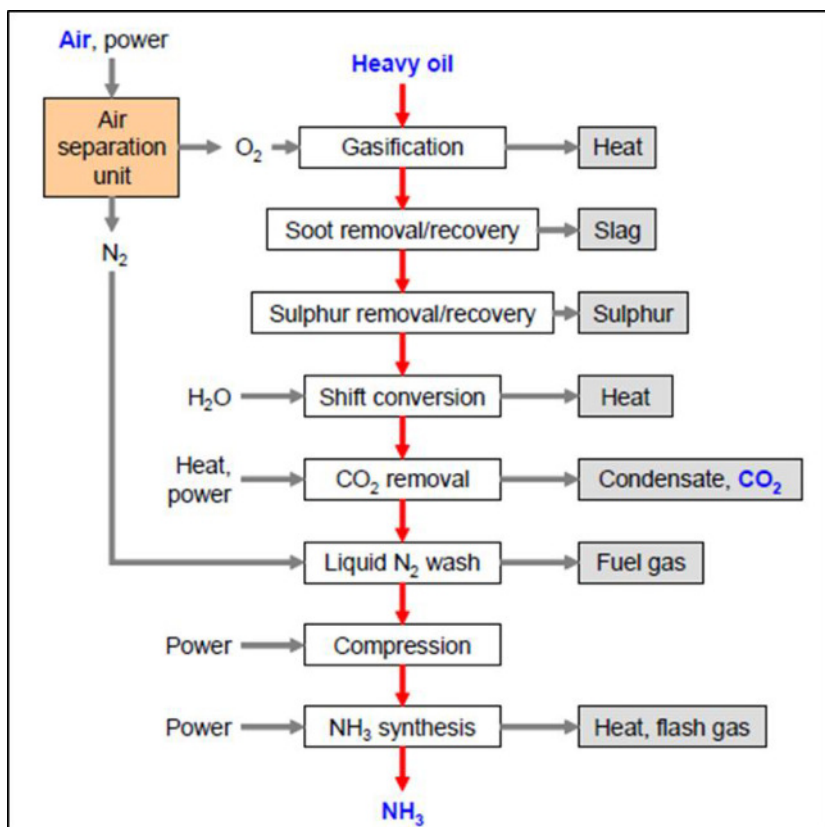 Air, power
Heavy oil
Air
separation
unit
O₂
Gasification
Heat
Soot removal/recovery
Slag
N₂
Sulphur removal/recovery
Sulphur
H₂O
Shift conversion
Heat
Heat,
power
CO₂ removal
Condensate, CO₂
Liquid N₂ wash
Fuel gas
Power
Compression
Power
NH₃ synthesis
Heat, flash gas
NH₃